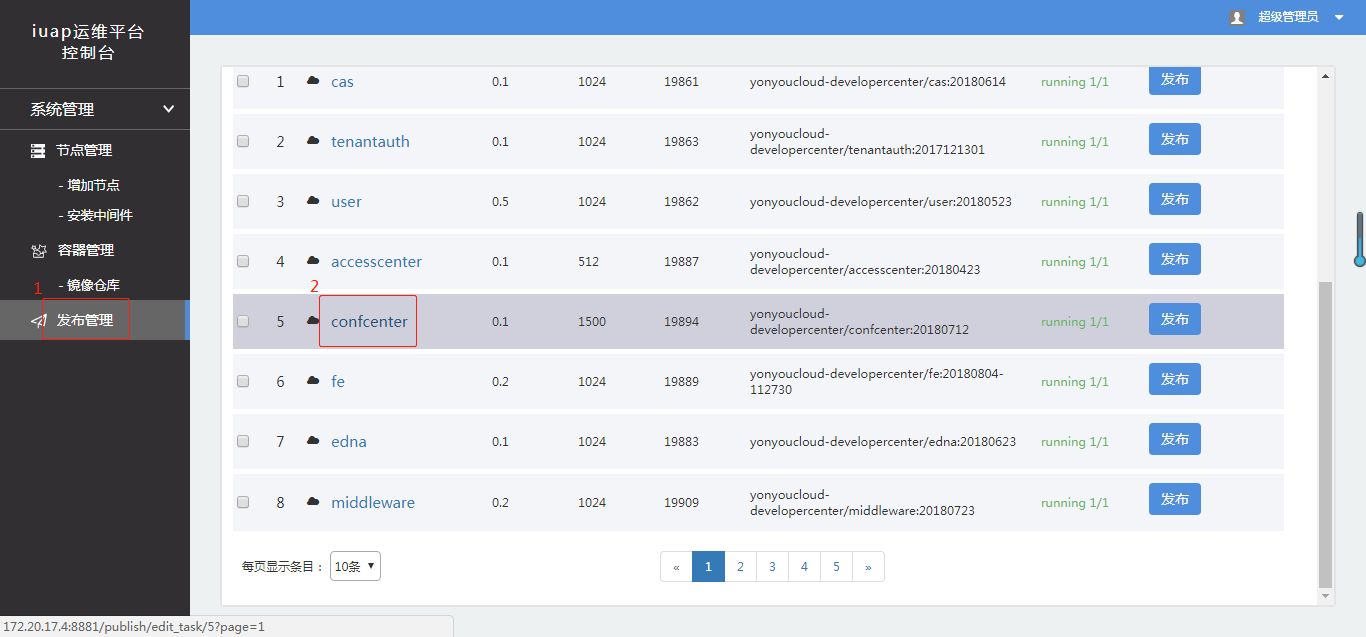 iuap运维平台
控制台
超级管理员
系统管理
节点管理
- 增加节点
- 安装中间件
容器管理
- 镜像仓库
1
发布管理
1 cas 0.1 1024 19861 yonyoucloud-developercenter/cas:20180614 running 1/1 发布
2 tenantauth 0.1 1024 19863 yonyoucloud-
developercenter/tenantauth:2017121301 running 1/1 发布
3 user 0.5 1024 19862 yonyoucloud-developercenter/user:20180523 running 1/1 发布
4 accesscenter 0.1 512 19887 yonyoucloud-
developercenter/accesscenter:20180423 running 1/1 发布
2
5 confcenter 0.1 1500 19894 yonyoucloud-
developercenter/confcenter:20180712 running 1/1 发布
6 fe 0.2 1024 19889 yonyoucloud-developercenter/fe:20180804-
112730 running 1/1 发布
7 edna 0.1 1024 19883 yonyoucloud-developercenter/edna:20180623 running 1/1 发布
8 middleware 0.2 1024 19909 yonyoucloud-
developercenter/middleware:20180723 running 1/1 发布
每页显示条目： 10条 « 1 2 3 4 5 »
172.20.17.4:8881/publish/edit_task/5?page=1